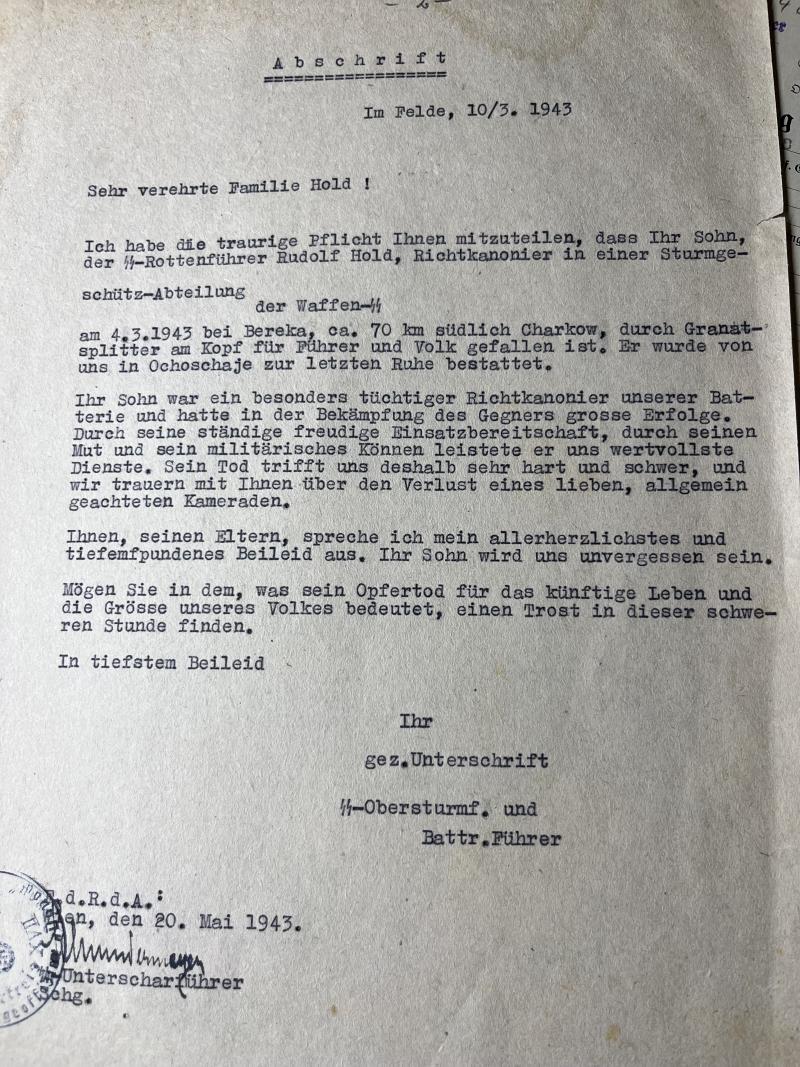 - 2 -
Abschrift
Im Felde, 10/3. 1943
Sehr verehrte Familie Hold !
Ich habe die traurige Pflicht Ihnen mitzuteilen, dass Ihr Sohn,
der SS-Rottenführer Rudolf Hold, Richtkanonier in einer Sturmge-
schütz-Abteilung
der Waffen-SS
am 4.3.1943 bei Bereka, ca. 70 km südlich Charkow, durch Granat-
splitter am Kopf für Führer und Volk gefallen ist. Er wurde von
uns in Ochoschaje zur letzten Ruhe bestattet.
Ihr Sohn war ein besonders tüchtiger Richtkanonier unserer Bat-
terie und hatte in der Bekämpfung des Gegners grosse Erfolge.
Durch seine ständige freudige Einsatzbereitschaft, durch seinen
Mut und sein militärisches Können leistete er uns wertvollste
Dienste. Sein Tod trifft uns deshalb sehr hart und schwer, und
wir trauern mit Ihnen über den Verlust eines lieben, allgemein
geachteten Kameraden.
Ihnen, seinen Eltern, spreche ich mein allerherzlichstes und
tiefemfpundenes Beileid aus. Ihr Sohn wird uns unvergessen sein.
Mögen Sie in dem, was sein Opfertod für das künftige Leben und
die Grösse unseres Volkes bedeutet, einen Trost in dieser schwe-
ren Stunde finden.
In tiefstem Beileid
Ihr
gez.Unterschrift
SS-Obersturmf. und
Battr.Führer
d.R.d.A.:
den 20. Mai 1943.
SS-Unterscharführer
Schg.